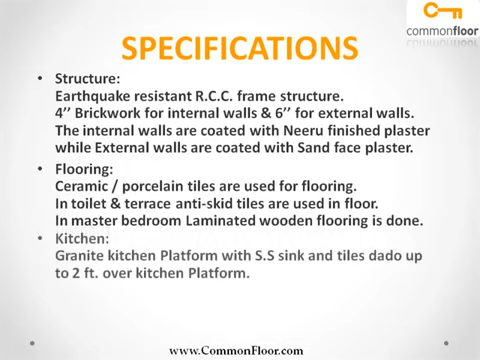 commonfloor
SPECIFICATIONS
• Structure:
Earthquake resistant R.C.C. frame structure.
4’’ Brickwork for internal walls & 6’’ for external walls.
The internal walls are coated with Neeru finished plaster
while External walls are coated with Sand face plaster.
• Flooring:
Ceramic / porcelain tiles are used for flooring.
In toilet & terrace anti-skid tiles are used in floor.
In master bedroom Laminated wooden flooring is done.
• Kitchen:
Granite kitchen Platform with S.S sink and tiles dado up
to 2 ft. over kitchen Platform.
www.CommonFloor.com